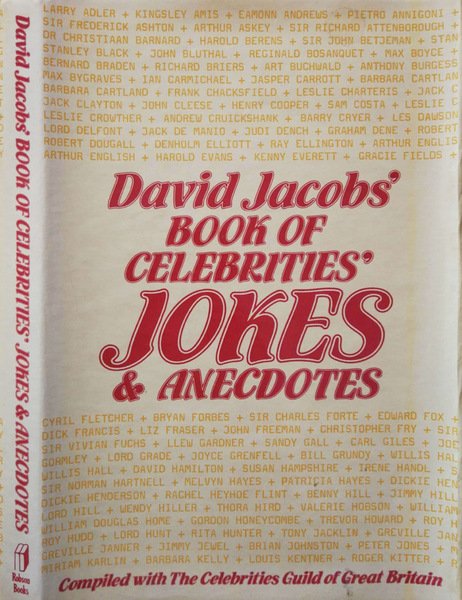 David Jacobs' BOOK OF CELEBRITIES' JOKES & ANECDOTES
Robson
Books
LARRY ADLER + KINGSLEY AMIS + EAMONN ANDREWS + PIETRO ANNIGONI +
SIR FREDERICK ASHTON + ARTHUR ASKEY + SIR RICHARD ATTENBOROUGH
DR CHRISTIAAN BARNARD + HAROLD BERENS + SIR JOHN BETJEMAN + STAN
STANLEY BLACK + JOHN BLUTHAL + REGINALD BOSANQUET + MAX BOYCE +
BERNARD BRADEN + RICHARD BRIERS + ART BUCHWALD + ANTHONY BURGESS
MAX BYGRAVES + IAN CARMICHAEL + JASPER CARROTT + BARBARA CARTLAN
BARBARA CARTLAND + FRANK CHACKSFIELD + LESLIE CHARTERIS + JACK C
JACK CLAYTON + JOHN CLEESE + HENRY COOPER + SAM COSTA + LESLIE C
LESLIE CROWTHER + ANDREW CRUICKSHANK + BARRY CRYER + LES DAWSON
LORD DELFONT + JACK DE MANIO + JUDI DENCH + GRAHAM DENE + ROBERT
ROBERT DOUGALL + DENHOLM ELLIOTT + RAY ELLINGTON + ARTHUR ENGLIS
ARTHUR ENGLISH + HAROLD EVANS + KENNY EVERETT + GRACIE FIELDS +
David Jacobs'
BOOK OF
CELEBRITIES'
JOKES
& ANECDOTES
CYRIL FLETCHER + BRYAN FORBES + SIR CHARLES FORTE + EDWARD FOX +
DICK FRANCIS + LIZ FRASER + JOHN FREEMAN + CHRISTOPHER FRY + SIR
SIR VIVIAN FUCHS + LLEW GARDNER + SANDY GALL + CARL GILES + JOE
GORMLEY + LORD GRADE + JOYCE GRENFELL + BILL GRUNDY + WILLIS HAL
WILLIS HALL + DAVID HAMILTON + SUSAN HAMPSHIRE + IRENE HANDL + S
SIR NORMAN HARTNELL + MELVYN HAYES + PATRICIA HAYES + DICKIE HEN
DICKIE HENDERSON + RACHEL HEYHOE FLINT + BENNY HILL + JIMMY HILL
LORD HILL + WENDY HILLER + THORA HIRD + VALERIE HOBSON + WILLIAM
WILLIAM DOUGLAS HOME + GORDON HONEYCOMBE + TREVOR HOWARD + ROY
ROY HUDD + LORD HUNT + RITA HUNTER + TONY JACKLIN + GREVILLE JAN
GREVILLE JANNER + JIMMY JEWEL + BRIAN JOHNSTON + PETER JONES + M
MIRIAM KARLIN + BARBARA KELLY + LOUIS KENTNER + ROGER KITTER + R
Compiled with The Celebrities Guild of Great Britain